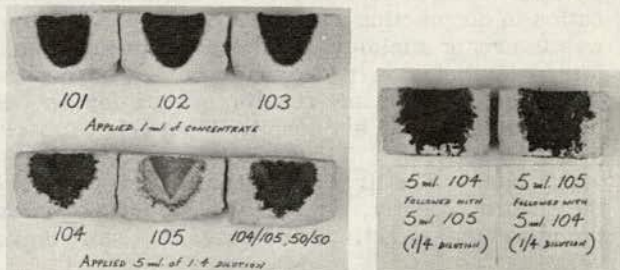 101 102 103
APPLIED 1 ml of CONCENTRATE
104 105 104/105, 50/50
APPLIED 5 ml of 1:4 DILUTION
5 ml. 104
FOLLOWED WITH
5 ml 105
(1/4 DILUTION)
5 ml. 105
FOLLOWED WITH
5 ml 104
(1/4 DILUTION)